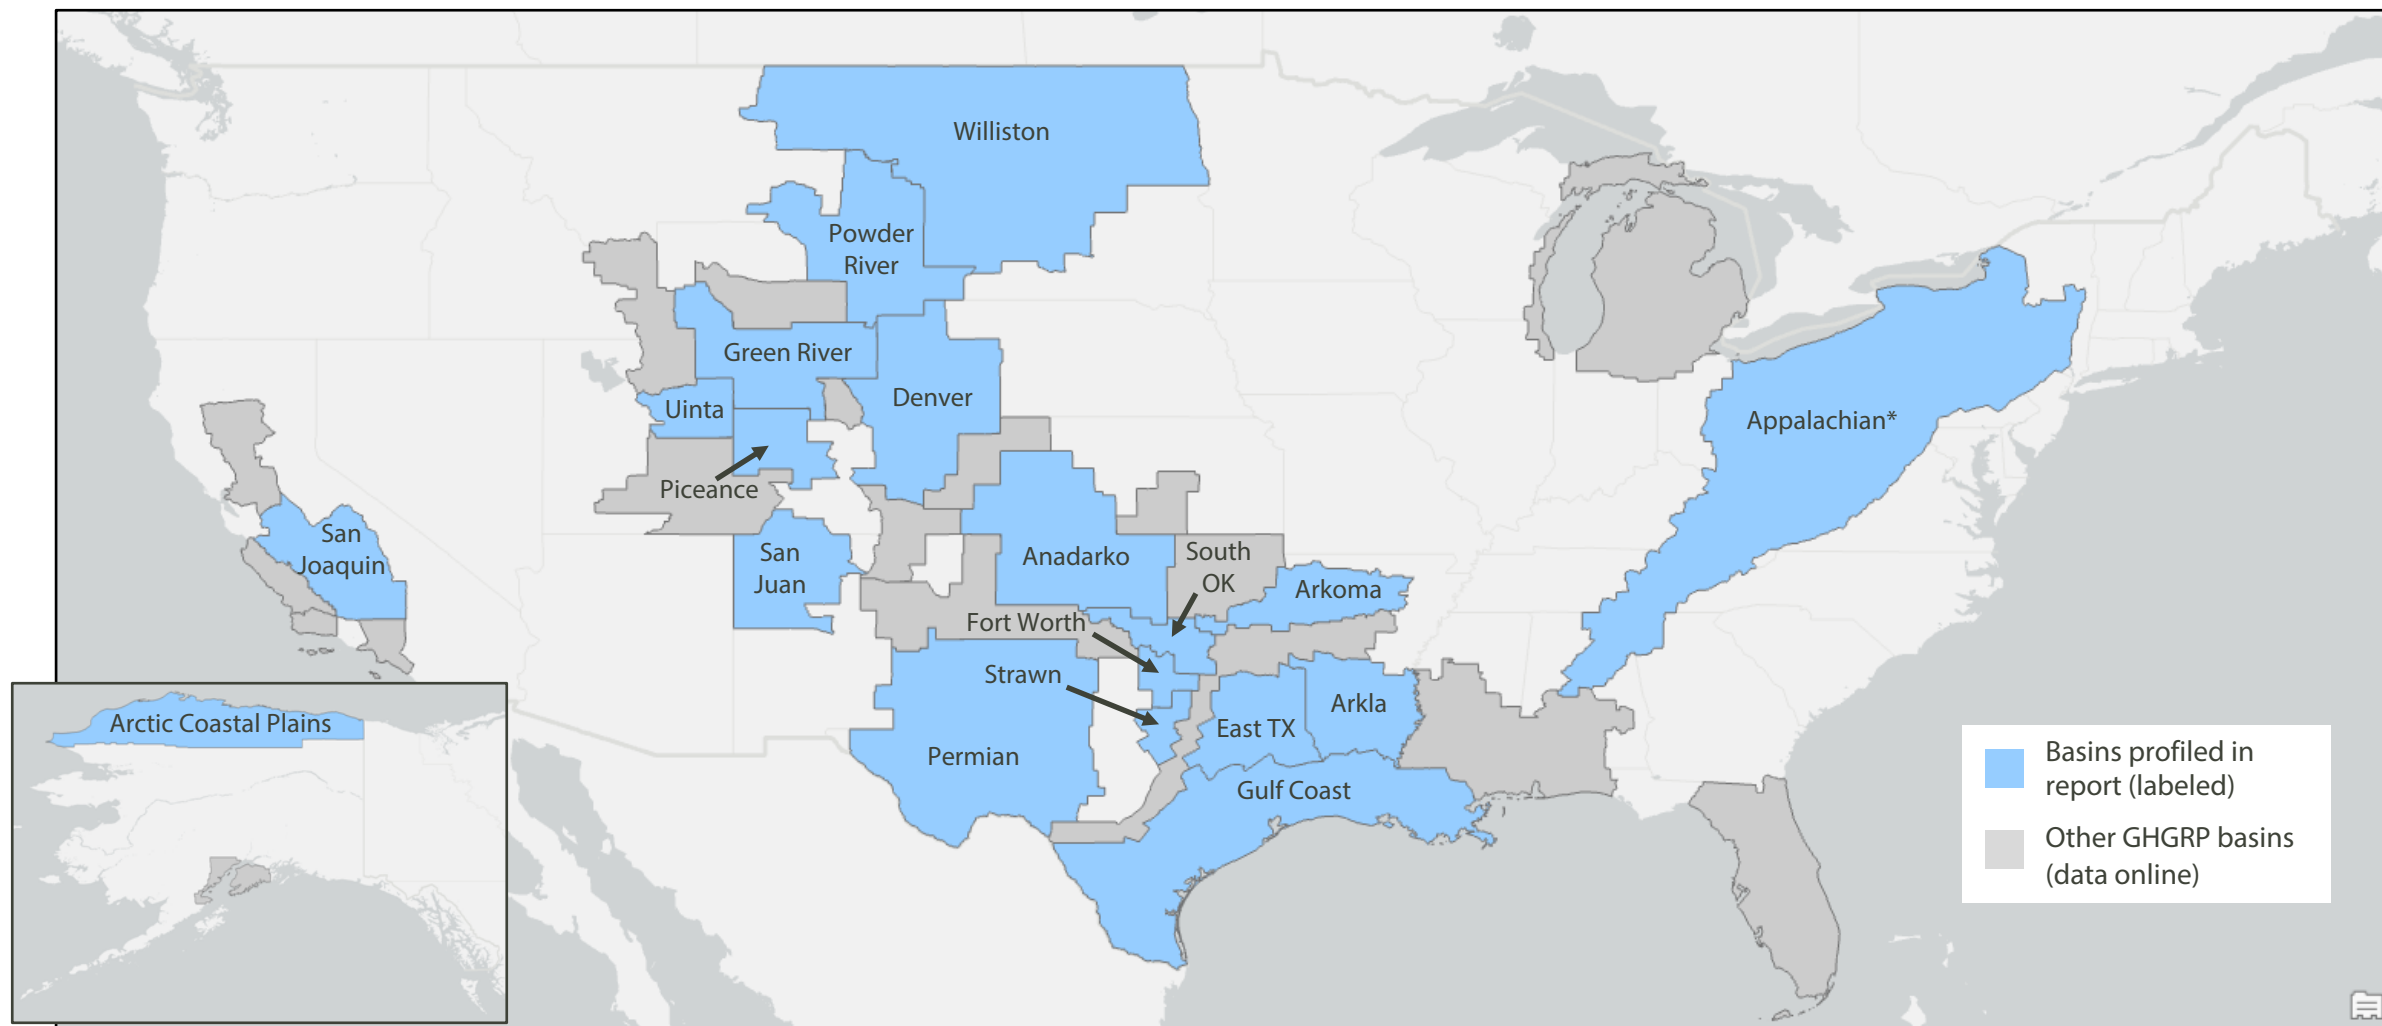 Williston
Powder
River
Green River
Denver
Uinta
Appalachian*
Piceance
San
Joaquin
San
Juan
Anadarko
South
OK
Arkoma
Fort Worth
Strawn
Arkla
East TX
Permian
Gulf Coast
Arctic Coastal Plains
Basins profiled in
report (labeled)
Other GHGRP basins
(data online)